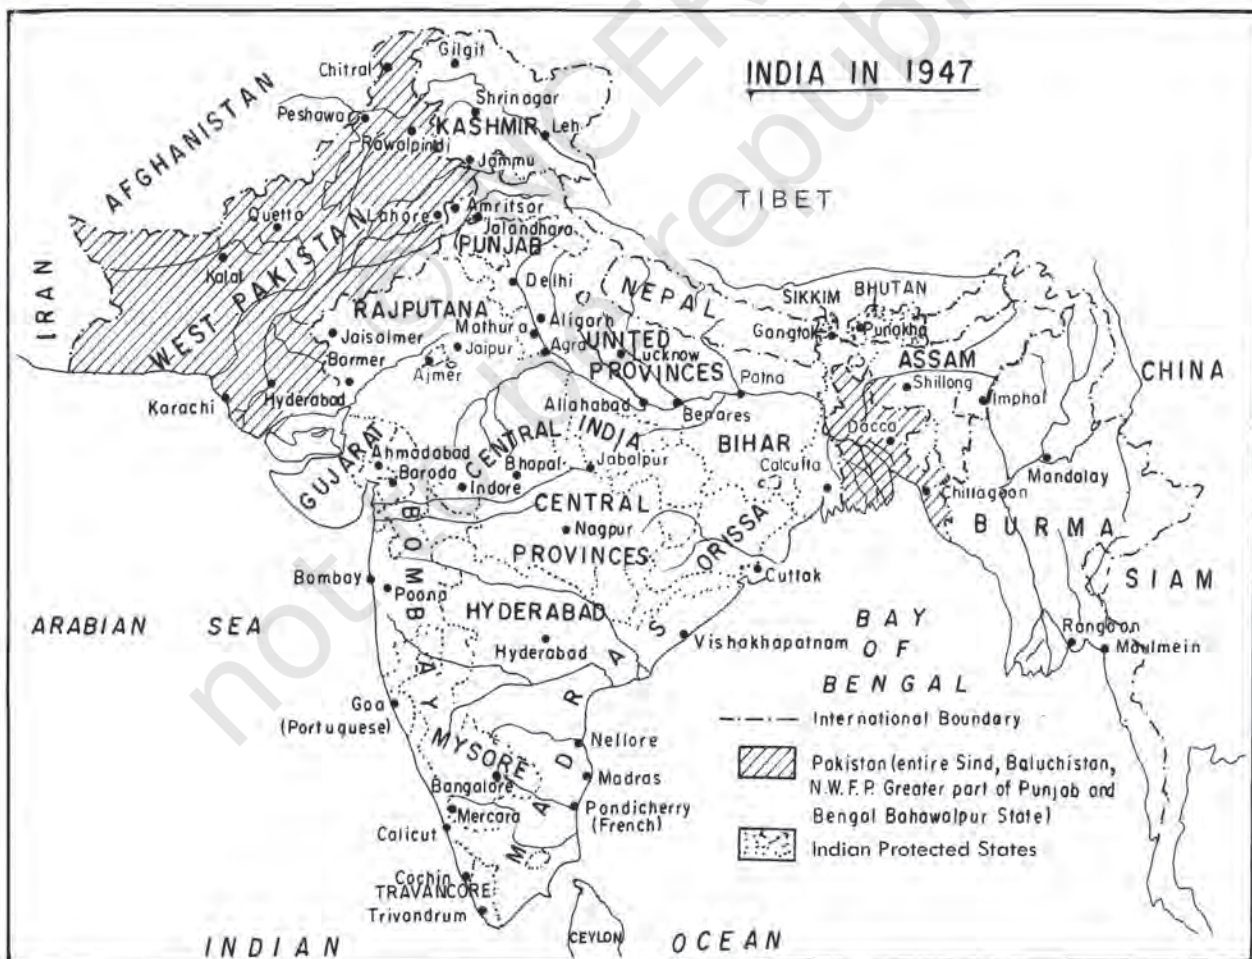 INDIA IN 1947
Gilgit
Chitral
Shrinagar
Peshawa
KASHMIR
Leh
Rawalpindi
Jammu
AFGHANISTAN
TIBET
Quetta
Lahore
Amritsar
Jalandhara
PUNJAB
Kalat
WEST PAKISTAN
IRAN
Delhi
NEPAL
SIKKIM
BHUTAN
RAJPUTANA
Mathura
Aligarh
Gangtok
Punakha
Jaisalmer
Jaipur
Agra
UNITED
Lucknow
PROVINCES
ASSAM
CHINA
Barmer
Ajmer
Patna
Shillong
Karachi
Hyderabad
Allahabad
Benares
Imphal
Dacca
CENTRAL INDIA
BIHAR
GUJARAT
Ahmadabad
Baroda
Bhopal
Jabalpur
Calcutta
Indore
Mandalay
CENTRAL
Chillagoon
Nagpur
PROVINCES
ORISSA
BURMA
BOMBAY
Bombay
Poona
Cuttak
SIAM
HYDERABAD
Hyderabad
ARABIAN SEA
Vishakhapatnam
BAY
OF
BENGAL
Rangoon
Maulmein
MADRAS
Goa
(Portuguese)
International Boundary
MYSORE
Nellore
Bangalore
Madras
Pakistan (entire Sind, Baluchistan,
N.W.F.P. Greater part of Punjab and
Bengal Bahawalpur State)
Mercara
Pondicherry
(French)
Calicut
Indian Protected States
Cochin
TRAVANCORE
Trivandrum
CEYLON
INDIAN OCEAN
not
republ